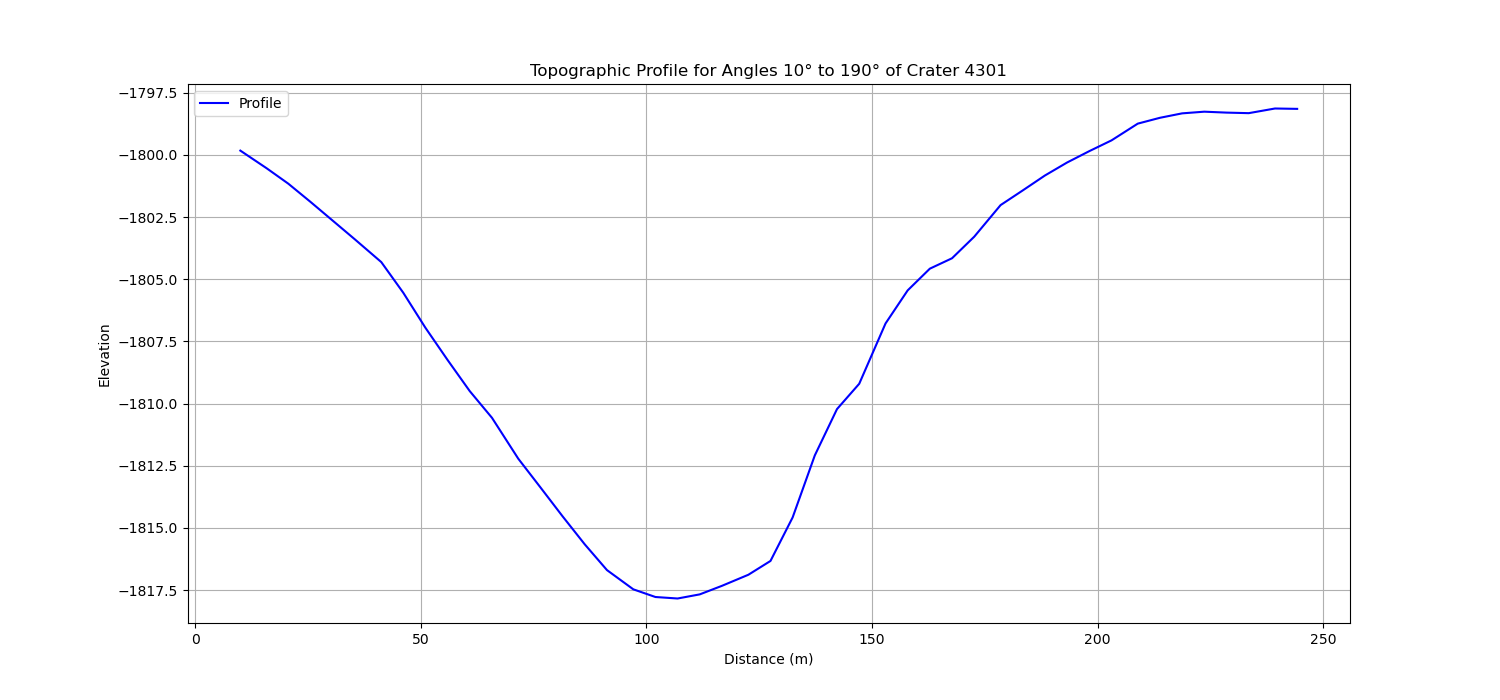 Topographic Profile for Angles 10° to 190° of Crater 4301
Profile
−1797.5
−1800.0
−1802.5
−1805.0
−1807.5
−1810.0
−1812.5
−1815.0
−1817.5
Elevation
0 50 100 150 200 250
Distance (m)